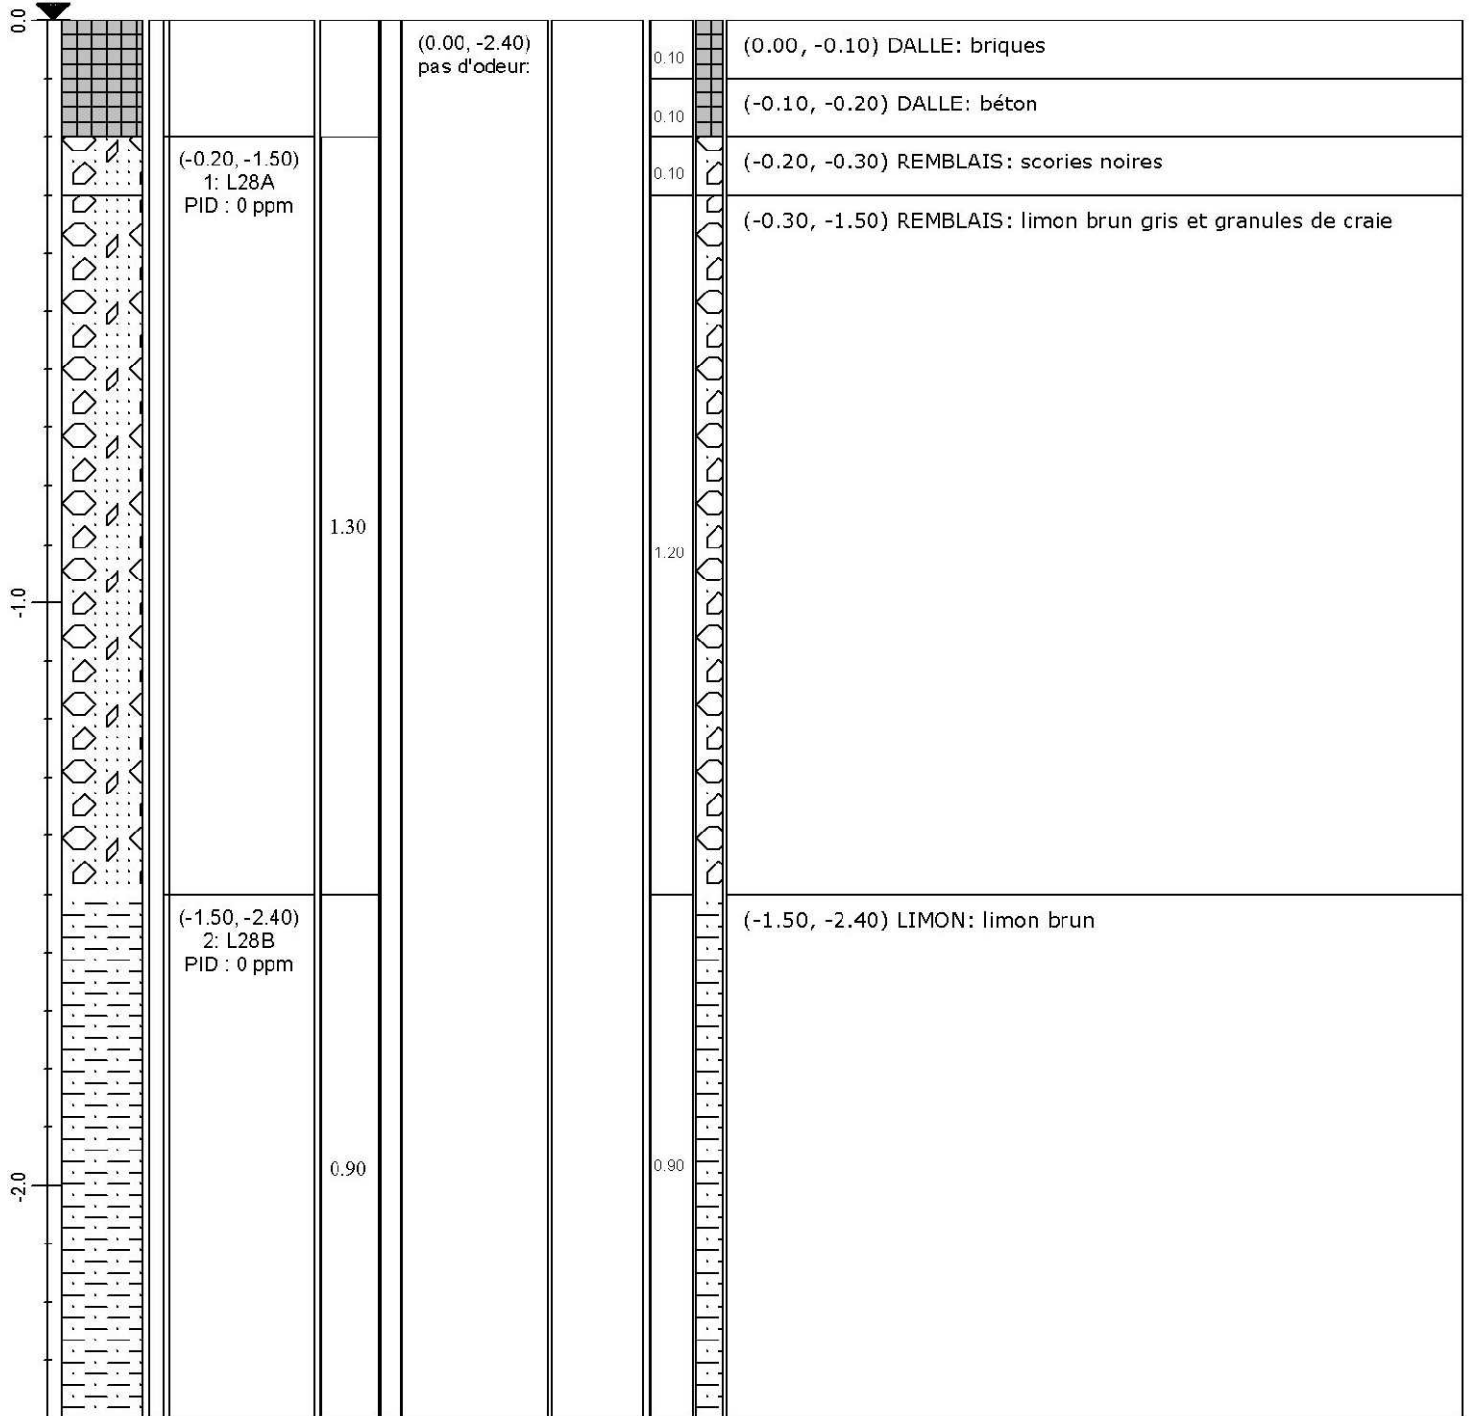 0.0
-1.0
-2.0
(-0.20, -1.50)
1: L28A
PID : 0 ppm
(-1.50, -2.40)
2: L28B
PID : 0 ppm
1.30
0.90
(0.00, -2.40)
pas d'odeur:
0.10
0.10
0.10
1.20
0.90
(0.00, -0.10) DALLE: briques
(-0.10, -0.20) DALLE: béton
(-0.20, -0.30) REMBLAIS: scories noires
(-0.30, -1.50) REMBLAIS: limon brun gris et granules de craie
(-1.50, -2.40) LIMON: limon brun